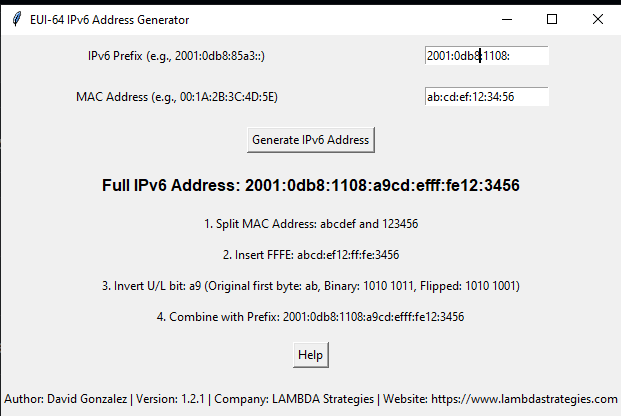 EUI-64 IPv6 Address Generator
IPv6 Prefix (e.g., 2001:0db8:85a3::)
2001:0db8:1108:
MAC Address (e.g., 00:1A:2B:3C:4D:5E)
ab:cd:ef:12:34:56
Generate IPv6 Address
Full IPv6 Address: 2001:0db8:1108:a9cd:efff:fe12:3456
1. Split MAC Address: abcdef and 123456
2. Insert FFFE: abcd:ef12:ff:fe:3456
3. Invert U/L bit: a9 (Original first byte: ab, Binary: 1010 1011, Flipped: 1010 1001)
4. Combine with Prefix: 2001:0db8:1108:a9cd:efff:fe12:3456
Help
Author: David Gonzalez | Version: 1.2.1 | Company: LAMBDA Strategies | Website: https://www.lambdastrategies.com